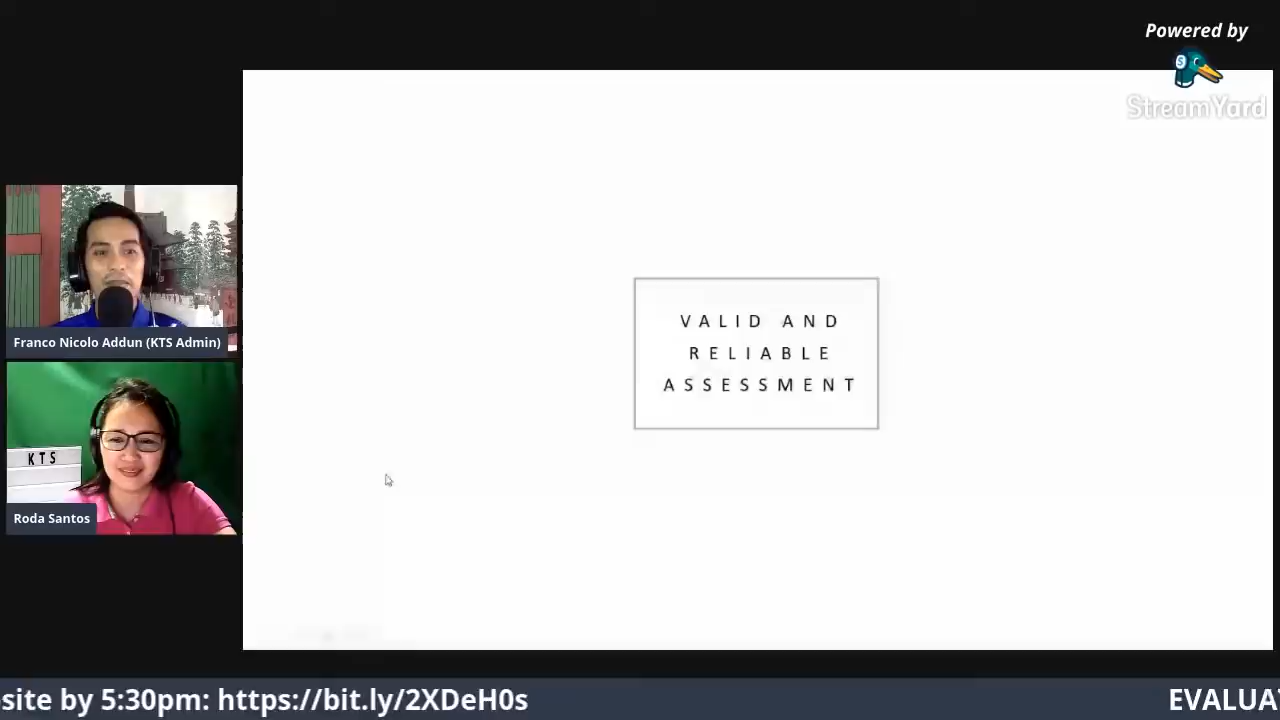 Powered by
StreamYard
VALID AND
RELIABLE
ASSESSMENT
Franco Nicolo Addun (KTS Admin)
KTS
Roda Santos
site by 5:30pm: https://bit.ly/2XDeH0s
EVALUA